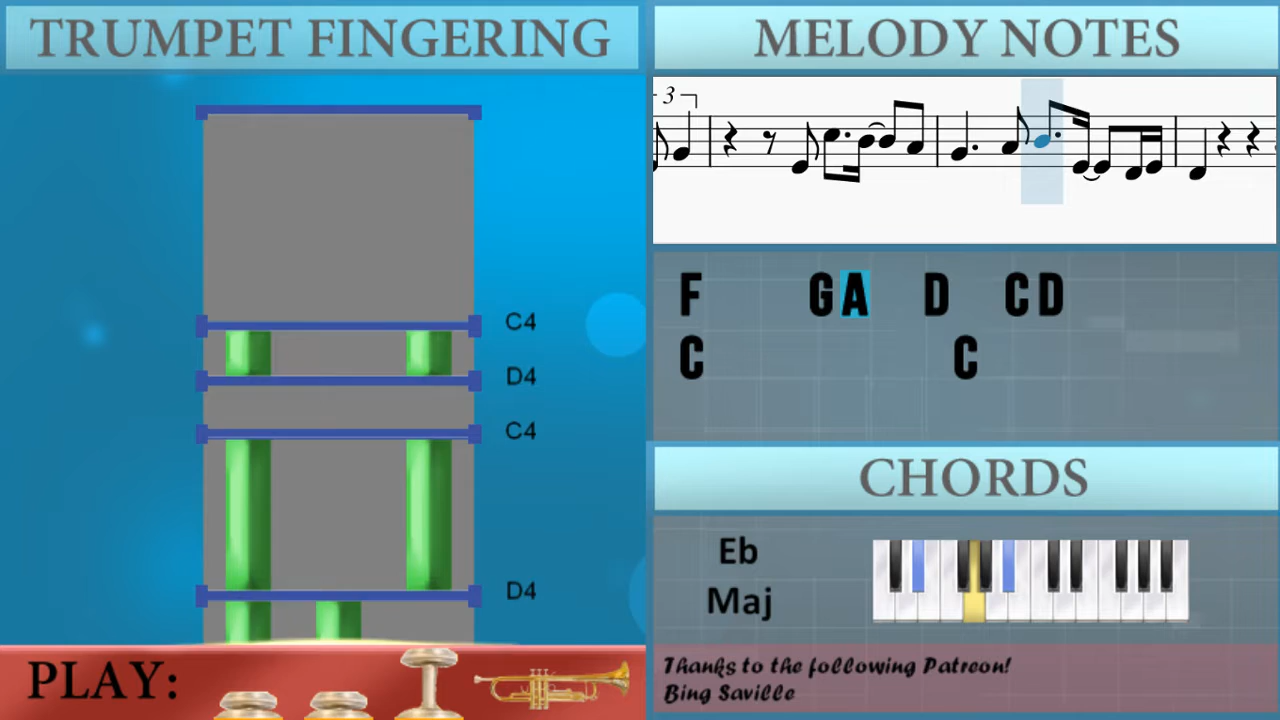 TRUMPET FINGERING
C4
D4
C4
D4
PLAY:
MELODY NOTES
3
F G A D C D
C C
CHORDS
Eb
Maj
Thanks to the following Patreon!
Bing Saville